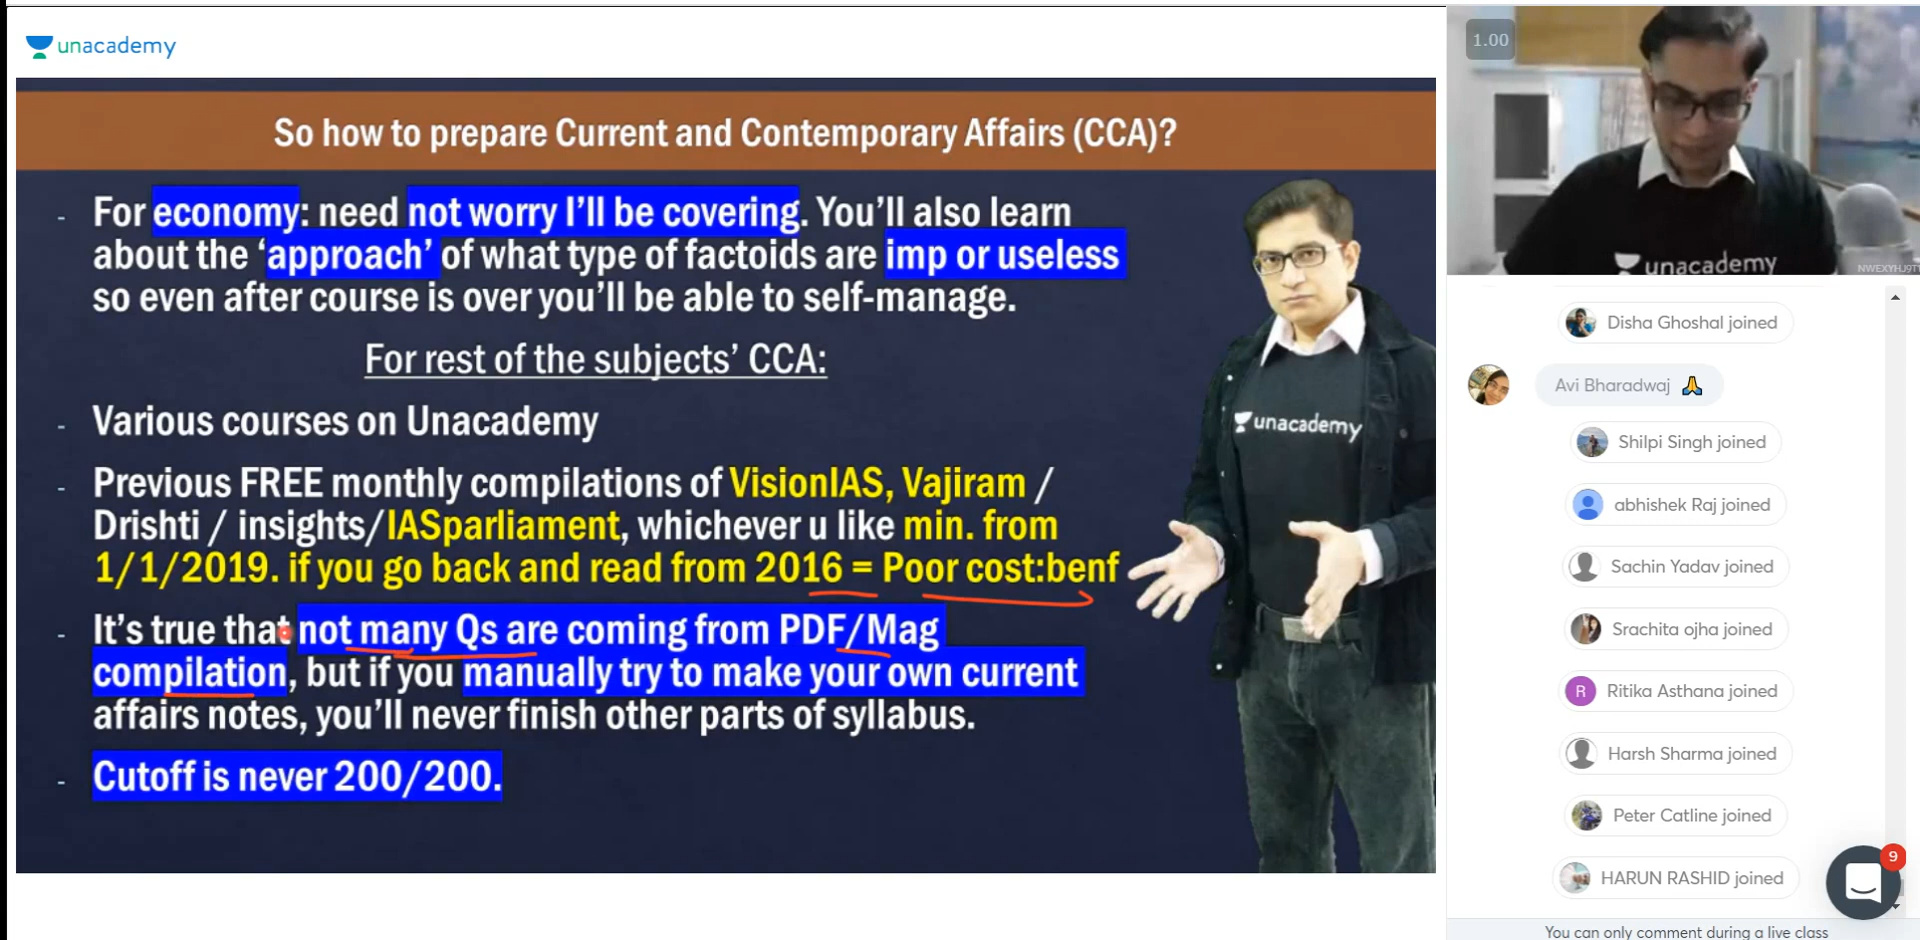 unacademy
So how to prepare Current and Contemporary Affairs (CCA)?
- For economy: need not worry I'll be covering. You'll also learn
about the 'approach' of what type of factoids are imp or useless
so even after course is over you'll be able to self-manage.
For rest of the subjects' CCA:
- Various courses on Unacademy
- Previous FREE monthly compilations of VisionIAS, Vajiram /
Drishti / insights/IASparliament, whichever u like min. from
1/1/2019. if you go back and read from 2016 = Poor cost:benf
- It's true that not many Qs are coming from PDF/Mag
compilation, but if you manually try to make your own current
affairs notes, you'll never finish other parts of syllabus.
- Cutoff is never 200/200.
unacademy
1.00
unacademy
Disha Ghoshal joined
Avi Bharadwaj 🙏
Shilpi Singh joined
abhishek Raj joined
Sachin Yadav joined
Srachita ojha joined
R Ritika Asthana joined
Harsh Sharma joined
Peter Catline joined
HARUN RASHID joined
9
You can only comment during a live class